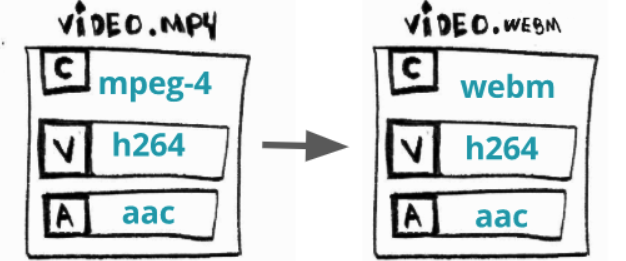 VIDEO.MP4
C mpeg-4
V h264
A aac
VIDEO.WEBM
C webm
V h264
A aac